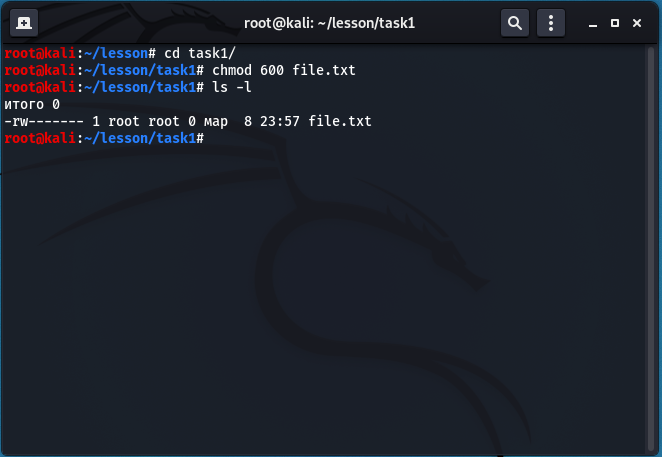 root@kali: ~/lesson/task1
root@kali:~/lesson# cd task1/
root@kali:~/lesson/task1# chmod 600 file.txt
root@kali:~/lesson/task1# ls -l
итого 0
-rw------- 1 root root 0 мар  8 23:57 file.txt
root@kali:~/lesson/task1#